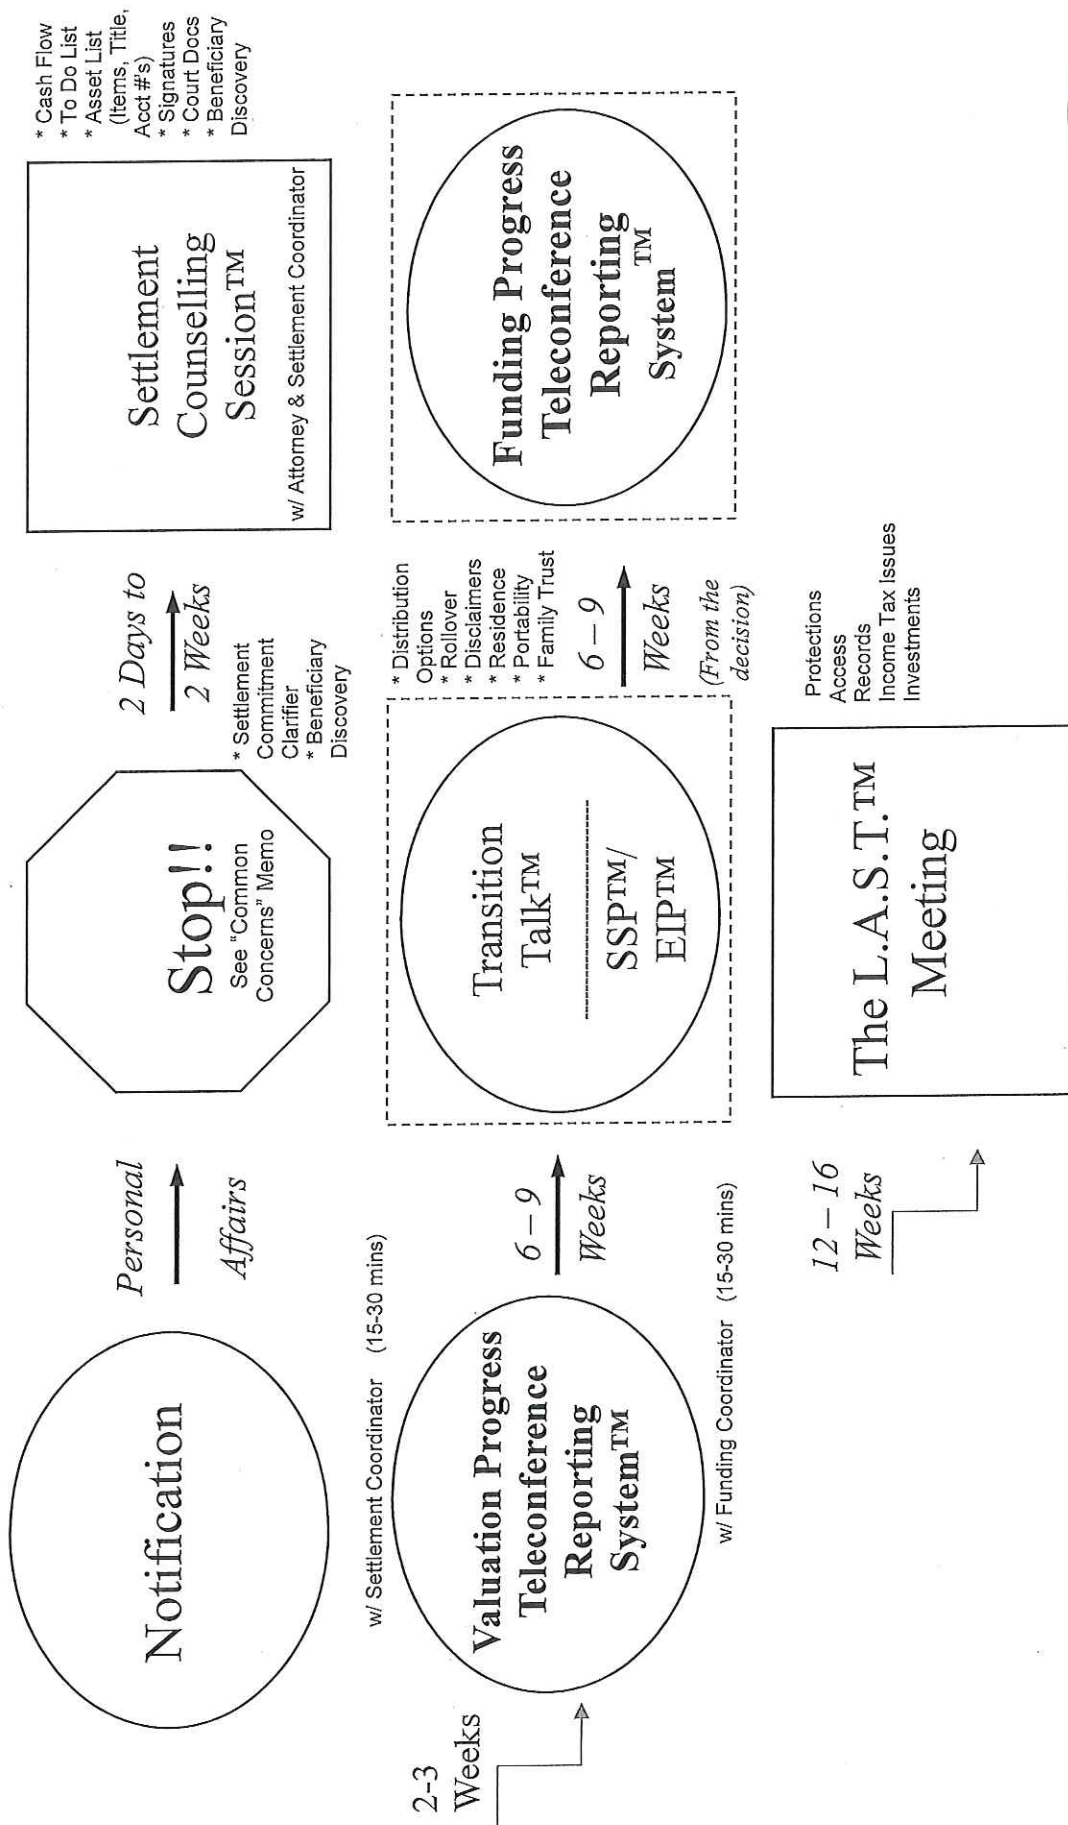 Notification
Personal
Affairs
Stop!!
See "Common
Concerns" Memo
2 Days to
2 Weeks
* Settlement
Commitment
Clarifier
* Beneficiary
Discovery
Settlement
Counselling
Session™
w/ Attorney & Settlement Coordinator
* Cash Flow
* To Do List
* Asset List
(Items, Title,
Acct #'s)
* Signatures
* Court Docs
* Beneficiary
Discovery
2-3
Weeks
w/ Settlement Coordinator (15-30 mins)
Valuation Progress
Teleconference
Reporting
System™
w/ Funding Coordinator (15-30 mins)
6 – 9
Weeks
Transition
Talk™
SSP™/
EIP™
* Distribution
Options
* Rollover
* Disclaimers
* Residence
* Portability
* Family Trust
6 – 9
Weeks
(From the
decision)
Funding Progress
Teleconference
Reporting
System™
12 – 16
Weeks
The L.A.S.T.™
Meeting
Protections
Access
Records
Income Tax Issues
Investments